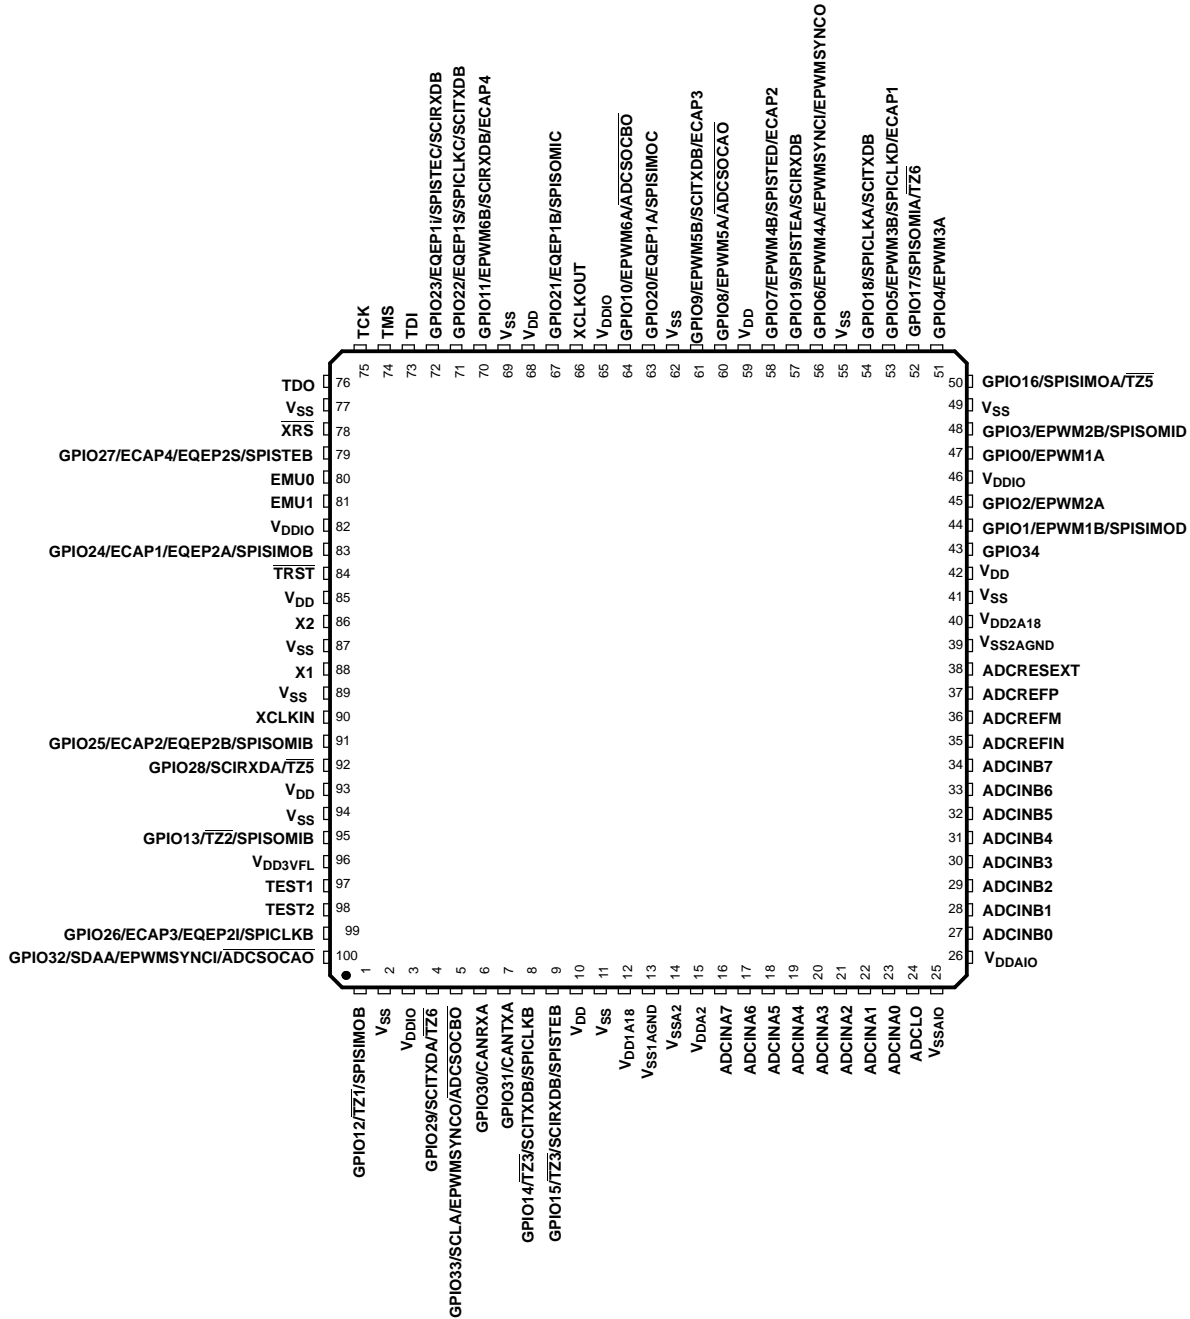 TCK
TMS
TDI
GPIO23/EQEP1i/SPISTEC/SCIRXDB
GPIO22/EQEP1S/SPICLKC/SCITXDB
GPIO11/EPWM6B/SCIRXDB/ECAP4
VSS
VDD
GPIO21/EQEP1B/SPISOMIC
XCLKOUT
VDDIO
GPIO10/EPWM6A/ADCSOCBO
GPIO20/EQEP1A/SPISIMOC
VSS
GPIO9/EPWM5B/SCITXDB/ECAP3
GPIO8/EPWM5A/ADCSOCAO
VDD
GPIO7/EPWM4B/SPISTED/ECAP2
GPIO19/SPISTEA/SCIRXDB
GPIO6/EPWM4A/EPWMSYNCI/EPWMSYNCO
VSS
GPIO18/SPICLKA/SCITXDB
GPIO5/EPWM3B/SPICLKD/ECAP1
GPIO17/SPISOMIA/TZ6
GPIO4/EPWM3A
75 74 73 72 71 70 69 68 67 66 65 64 63 62 61 60 59 58 57 56 55 54 53 52 51
TDO 76
VSS 77
XRS 78
GPIO27/ECAP4/EQEP2S/SPISTEB 79
EMU0 80
EMU1 81
VDDIO 82
GPIO24/ECAP1/EQEP2A/SPISIMOB 83
TRST 84
VDD 85
X2 86
VSS 87
X1 88
VSS 89
XCLKIN 90
GPIO25/ECAP2/EQEP2B/SPISOMIB 91
GPIO28/SCIRXDA/TZ5 92
VDD 93
VSS 94
GPIO13/TZ2/SPISOMIB 95
VDD3VFL 96
TEST1 97
TEST2 98
GPIO26/ECAP3/EQEP2I/SPICLKB 99
GPIO32/SDAA/EPWMSYNCI/ADCSOCAO 100
50 GPIO16/SPISIMOA/TZ5
49 VSS
48 GPIO3/EPWM2B/SPISOMID
47 GPIO0/EPWM1A
46 VDDIO
45 GPIO2/EPWM2A
44 GPIO1/EPWM1B/SPISIMOD
43 GPIO34
42 VDD
41 VSS
40 VDD2A18
39 VSS2AGND
38 ADCRESEXT
37 ADCREFP
36 ADCREFM
35 ADCREFIN
34 ADCINB7
33 ADCINB6
32 ADCINB5
31 ADCINB4
30 ADCINB3
29 ADCINB2
28 ADCINB1
27 ADCINB0
26 VDDAIO
1 2 3 4 5 6 7 8 9 10 11 12 13 14 15 16 17 18 19 20 21 22 23 24 25
GPIO12/TZ1/SPISIMOB
VSS
VDDIO
GPIO29/SCITXDA/TZ6
GPIO33/SCLA/EPWMSYNCO/ADCSOCBO
GPIO30/CANRXA
GPIO31/CANTXA
GPIO14/TZ3/SCITXDB/SPICLKB
GPIO15/TZ3/SCIRXDB/SPISTEB
VDD
VSS
VDD1A18
VSS1AGND
VSSA2
VDDA2
ADCINA7
ADCINA6
ADCINA5
ADCINA4
ADCINA3
ADCINA2
ADCINA1
ADCINA0
ADCLO
VSSAIO